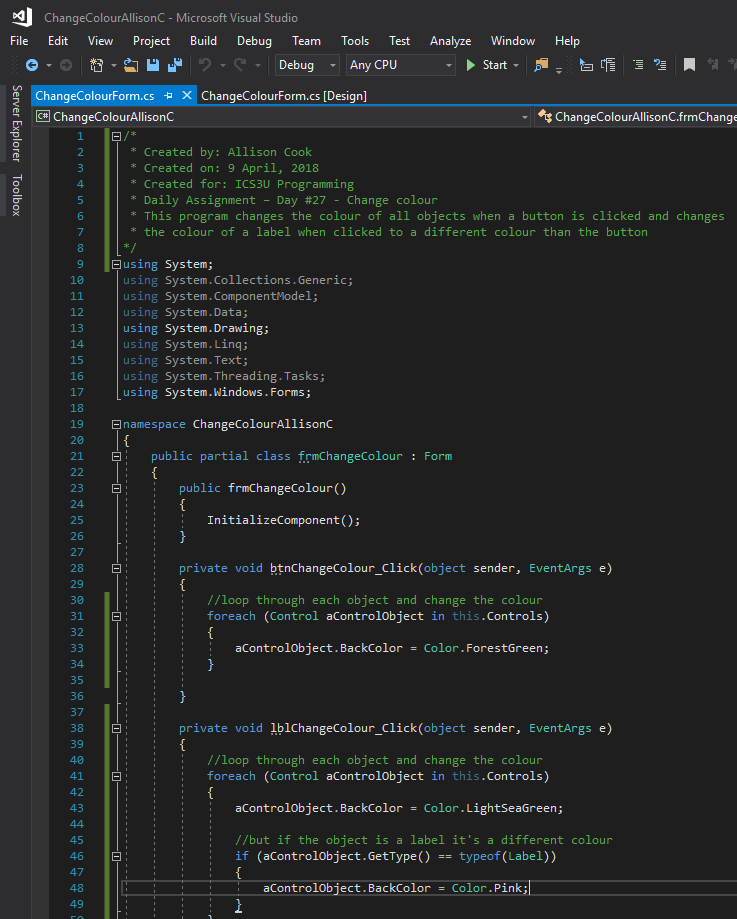 ChangeColourAllisonC - Microsoft Visual Studio
File Edit View Project Build Debug Team Tools Test Analyze Window Help
Debug Any CPU Start
ChangeColourForm.cs ChangeColourForm.cs [Design]
Server Explorer
Toolbox
C# ChangeColourAllisonC ChangeColourAllisonC.frmChange
1 /*
2 * Created by: Allison Cook
3 * Created on: 9 April, 2018
4 * Created for: ICS3U Programming
5 * Daily Assignment – Day #27 - Change colour
6 * This program changes the colour of all objects when a button is clicked and changes
7 * the colour of a label when clicked to a different colour than the button
8 */
9 using System;
10 using System.Collections.Generic;
11 using System.ComponentModel;
12 using System.Data;
13 using System.Drawing;
14 using System.Linq;
15 using System.Text;
16 using System.Threading.Tasks;
17 using System.Windows.Forms;
18
19 namespace ChangeColourAllisonC
20 {
21 public partial class frmChangeColour : Form
22 {
23 public frmChangeColour()
24 {
25 InitializeComponent();
26 }
27
28 private void btnChangeColour_Click(object sender, EventArgs e)
29 {
30 //loop through each object and change the colour
31 foreach (Control aControlObject in this.Controls)
32 {
33 aControlObject.BackColor = Color.ForestGreen;
34 }
35
36 }
37
38 private void lblChangeColour_Click(object sender, EventArgs e)
39 {
40 //loop through each object and change the colour
41 foreach (Control aControlObject in this.Controls)
42 {
43 aControlObject.BackColor = Color.LightSeaGreen;
44
45 //but if the object is a label it's a different colour
46 if (aControlObject.GetType() == typeof(Label))
47 {
48 aControlObject.BackColor = Color.Pink;
49 }